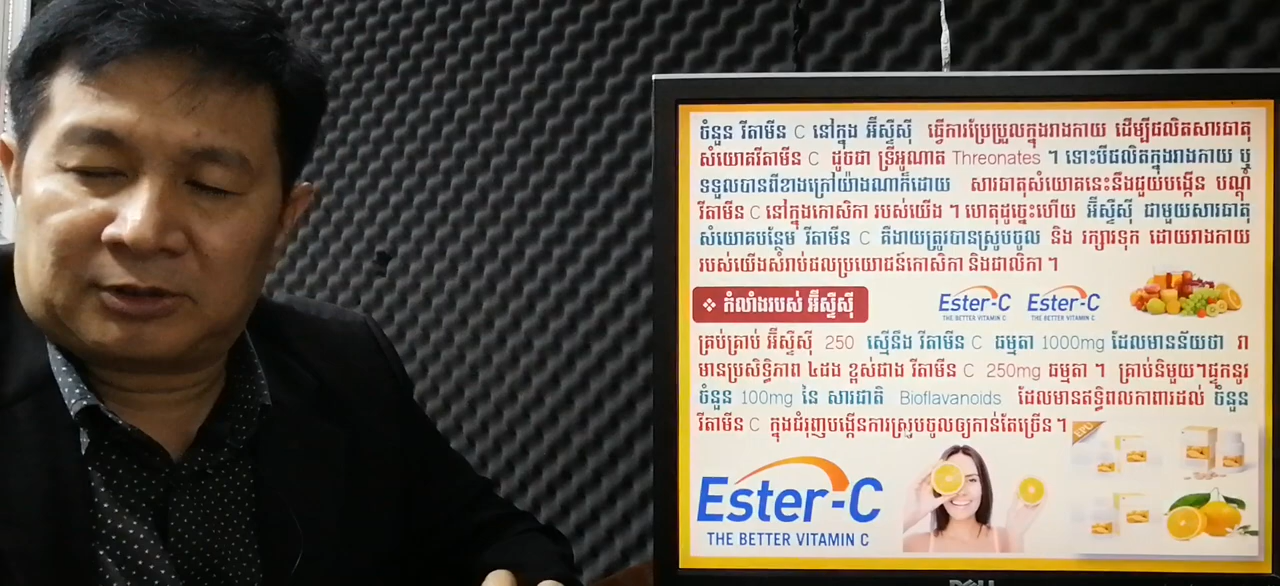 ចំនួន វីតាមីន C នៅក្នុង អ៊ីស្ទីស៊ី ធ្វើការប្រែប្រួលក្នុងរាងកាយ ដើម្បីផលិតសារធាតុ
សំយោគវីតាមីន C ដូចជា ទ្រីអូណាត Threonates ។ ទោះបីផលិតក្នុងរាងកាយ ឬ
ទទួលបានពីខាងក្រៅយ៉ាងណាក៏ដោយ សារធាតុសំយោគនេះនឹងជួយបង្កើន បណ្តុំ
វីតាមីន C នៅក្នុងកោសិកា របស់យើង ។ ហេតុដូច្នេះហើយ អ៊ីស្ទីស៊ី ជាមួយសារធាតុ
សំយោគបន្ថែម វីតាមីន C គឺងាយត្រូវបានស្រូបចូល និង រក្សារទុក ដោយរាងកាយ
របស់យើងសំរាប់ផលប្រយោជន៍កោសិកា និងជាលិកា ។
❖ កំលាំងរបស់ អ៊ីស្ទីស៊ី
Ester-C Ester-C
THE BETTER VITAMIN C THE BETTER VITAMIN C
គ្រប់គ្រាប់ អ៊ីស្ទីស៊ី 250 ស្មើនឹង វីតាមីន C ធម្មតា 1000mg ដែលមានន័យថា វា
មានប្រសិទ្ធិភាព ៤ដង ខ្ពស់ជាង វីតាមីន C 250mg ធម្មតា ។ គ្រាប់និមួយៗផ្ទុកនូវ
ចំនួន 100mg នៃ សារជាតិ Bioflavanoids ដែលមានឥទ្ធិពលកាពារដល់ ចំនួន
វីតាមីន C ក្នុងជំរុញបង្កើនការស្រូបចូលឲ្យកាន់តែច្រើន ។
EPU
Ester-C
THE BETTER VITAMIN C
DELL